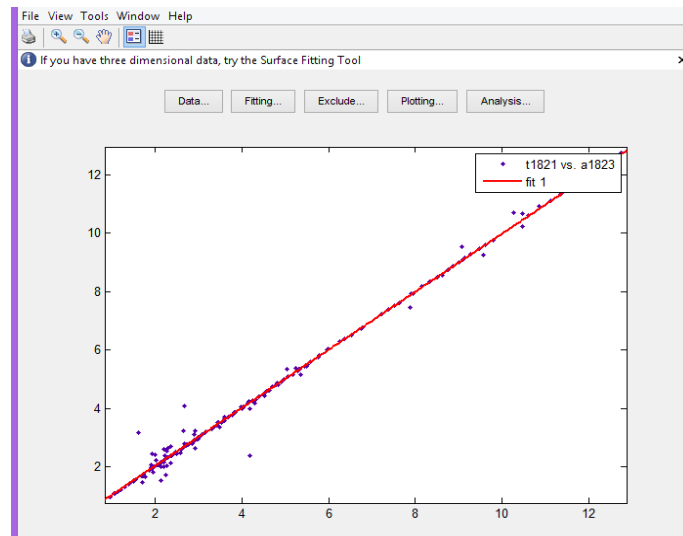 File View Tools Window Help
If you have three dimensional data, try the Surface Fitting Tool
Data... Fitting... Exclude... Plotting... Analysis...
t1821 vs. a1823
fit 1
12
10
8
6
4
2
2 4 6 8 10 12